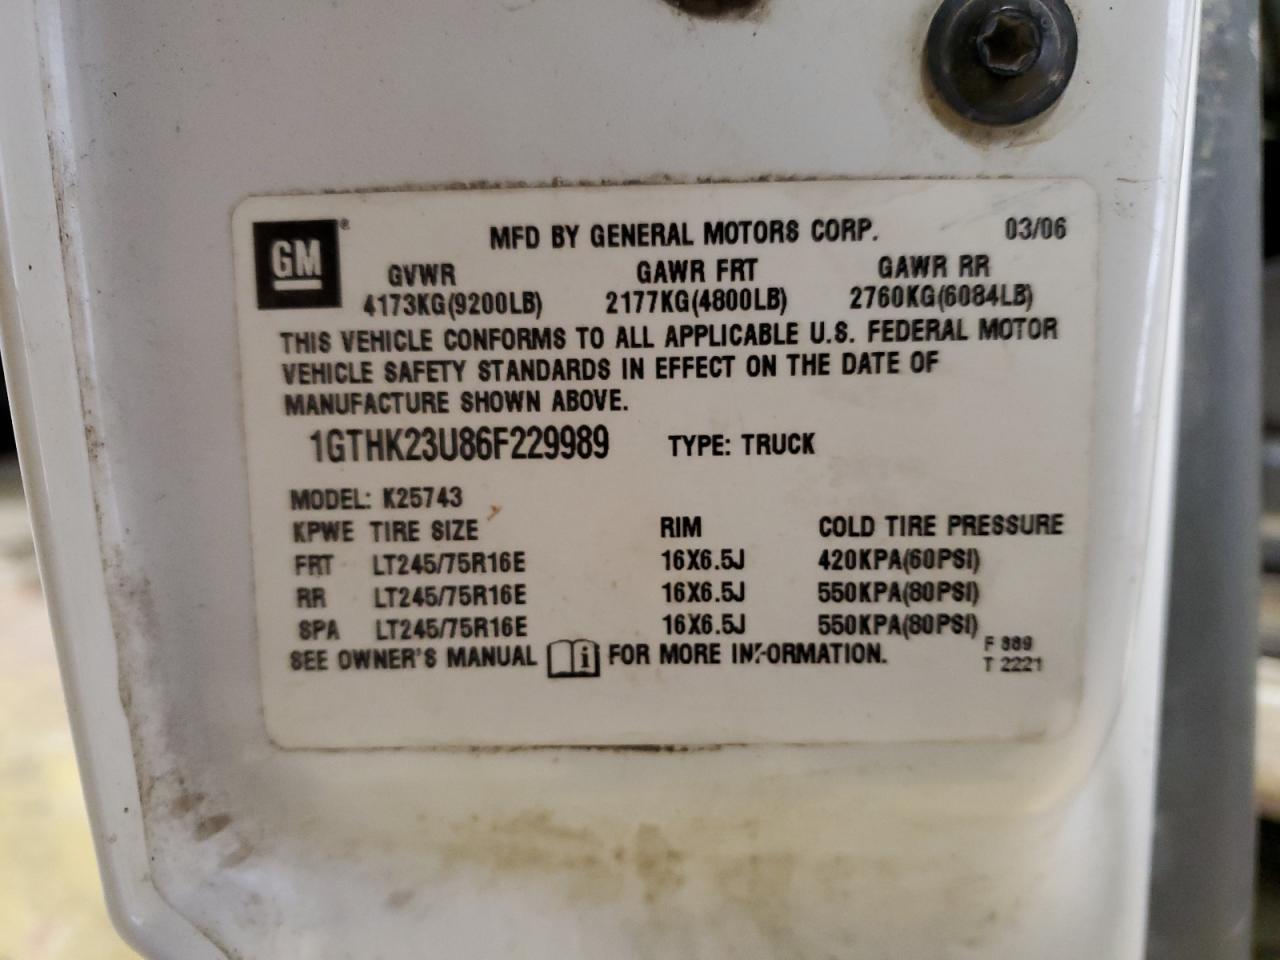 GM®
MFD BY GENERAL MOTORS CORP. 03/06
GVWR GAWR FRT GAWR RR
4173KG(9200LB) 2177KG(4800LB) 2760KG(6084LB)
THIS VEHICLE CONFORMS TO ALL APPLICABLE U.S. FEDERAL MOTOR
VEHICLE SAFETY STANDARDS IN EFFECT ON THE DATE OF
MANUFACTURE SHOWN ABOVE.
1GTHK23U86F229989 TYPE: TRUCK
MODEL: K25743
KPWE TIRE SIZE RIM COLD TIRE PRESSURE
FRT LT245/75R16E 16X6.5J 420KPA(60PSI)
RR LT245/75R16E 16X6.5J 550KPA(80PSI)
SPA LT245/75R16E 16X6.5J 550KPA(80PSI)
SEE OWNER'S MANUAL i FOR MORE INFORMATION.
F 889
T 2221